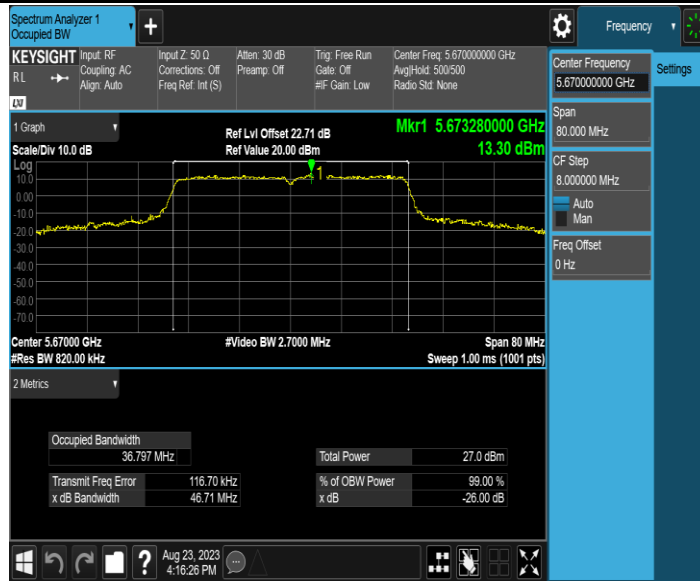 Spectrum Analyzer 1
Occupied BW
+
Frequency
KEYSIGHT
RL
LXI
Input: RF
Coupling: AC
Align: Auto
Input Z: 50 Ω
Corrections: Off
Freq Ref: Int (S)
Atten: 30 dB
Preamp: Off
Trig: Free Run
Gate: Off
#IF Gain: Low
Center Freq: 5.670000000 GHz
Avg|Hold: 500/500
Radio Std: None
Center Frequency
5.670000000 GHz
Settings
Span
80.000 MHz
CF Step
8.000000 MHz
Auto
Man
Freq Offset
0 Hz
1 Graph
Scale/Div 10.0 dB
Ref Lvl Offset 22.71 dB
Ref Value 20.00 dBm
Mkr1 5.673280000 GHz
13.30 dBm
Log
10.0
0.00
-10.0
-20.0
-30.0
-40.0
-50.0
-60.0
-70.0
1
Center 5.67000 GHz
#Res BW 820.00 kHz
#Video BW 2.7000 MHz
Span 80 MHz
Sweep 1.00 ms (1001 pts)
2 Metrics
Occupied Bandwidth
36.797 MHz
Total Power 27.0 dBm
Transmit Freq Error 116.70 kHz
% of OBW Power 99.00 %
x dB Bandwidth 46.71 MHz
x dB -26.00 dB
?
Aug 23, 2023
4:16:26 PM